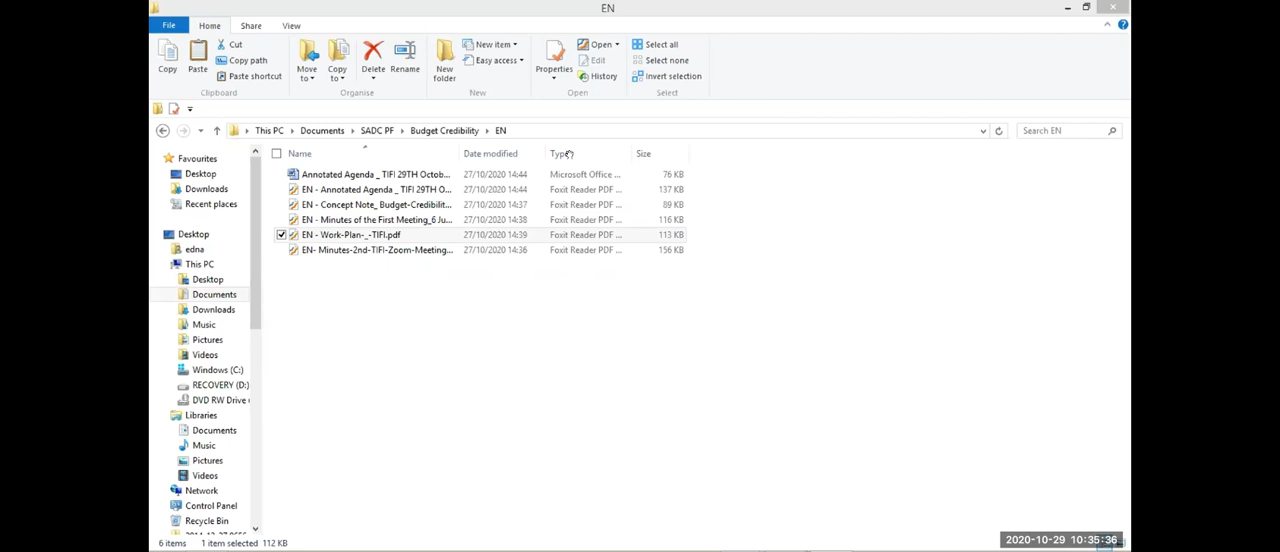 EN
File Home Share View
Copy Paste Cut Copy path Paste shortcut Move to Copy to Delete Rename New folder New item Easy access Properties Open Edit History Select all Select none Invert selection
Clipboard Organise New Open Select
This PC Documents SADC PF Budget Credibility EN Search EN
Name Date modified Type Size
Annotated Agenda _ TIFI 29TH Octob... 27/10/2020 14:44 Microsoft Office ... 76 KB
EN - Annotated Agenda _ TIFI 29TH O... 27/10/2020 14:44 Foxit Reader PDF ... 137 KB
EN - Concept Note_ Budget-Credibilit... 27/10/2020 14:37 Foxit Reader PDF ... 89 KB
EN - Minutes of the First Meeting_6 Ju... 27/10/2020 14:38 Foxit Reader PDF ... 116 KB
EN - Work-Plan-_-TIFI.pdf 27/10/2020 14:39 Foxit Reader PDF ... 113 KB
EN- Minutes-2nd-TIFI-Zoom-Meeting... 27/10/2020 14:36 Foxit Reader PDF ... 156 KB
Favourites
Desktop
Downloads
Recent places
Desktop
edna
This PC
Desktop
Documents
Downloads
Music
Pictures
Videos
Windows (C:)
RECOVERY (D:)
DVD RW Drive
Libraries
Documents
Music
Pictures
Videos
Network
Control Panel
Recycle Bin
6 items 1 item selected 112 KB
2020-10-29 10:35:36